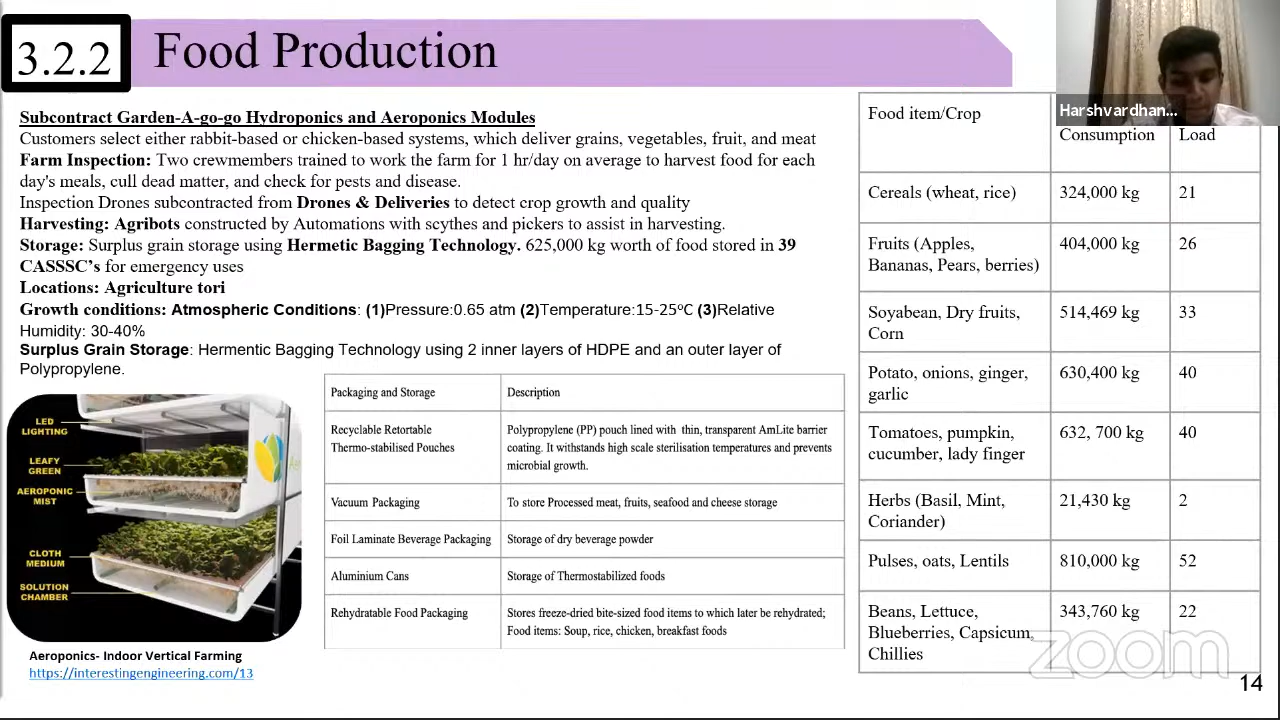 3.2.2
Food Production
Subcontract Garden-A-go-go Hydroponics and Aeroponics Modules
Customers select either rabbit-based or chicken-based systems, which deliver grains, vegetables, fruit, and meat
Farm Inspection: Two crewmembers trained to work the farm for 1 hr/day on average to harvest food for each
day's meals, cull dead matter, and check for pests and disease.
Inspection Drones subcontracted from Drones & Deliveries to detect crop growth and quality
Harvesting: Agribots constructed by Automations with scythes and pickers to assist in harvesting.
Storage: Surplus grain storage using Hermetic Bagging Technology. 625,000 kg worth of food stored in 39
CASSSC's for emergency uses
Locations: Agriculture tori
Growth conditions: Atmospheric Conditions: (1)Pressure:0.65 atm (2)Temperature:15-25°C (3)Relative
Humidity: 30-40%
Surplus Grain Storage: Hermentic Bagging Technology using 2 inner layers of HDPE and an outer layer of
Polypropylene.
LED
LIGHTING
LEAFY
GREEN
AEROPONIC
MIST
CLOTH
MEDIUM
SOLUTION
CHAMBER
Aeroponics- Indoor Vertical Farming
https://interestingengineering.com/13
Packaging and Storage Description
Recyclable Retortable
Thermo-stabilised Pouches
Polypropylene (PP) pouch lined with thin, transparent AmLite barrier
coating. It withstands high scale sterilisation temperatures and prevents
microbial growth.
Vacuum Packaging To store Processed meat, fruits, seafood and cheese storage
Foil Laminate Beverage Packaging Storage of dry beverage powder
Aluminium Cans Storage of Thermostabilized foods
Rehydratable Food Packaging
Stores freeze-dried bite-sized food items to which later be rehydrated;
Food items: Soup, rice, chicken, breakfast foods
Harshvardhan...
Food item/Crop
Consumption Load
Cereals (wheat, rice) 324,000 kg 21
Fruits (Apples, 404,000 kg 26
Bananas, Pears, berries)
Soyabean, Dry fruits, 514,469 kg 33
Corn
Potato, onions, ginger, 630,400 kg 40
garlic
Tomatoes, pumpkin, 632, 700 kg 40
cucumber, lady finger
Herbs (Basil, Mint, 21,430 kg 2
Coriander)
Pulses, oats, Lentils 810,000 kg 52
Beans, Lettuce, 343,760 kg 22
Blueberries, Capsicum,
Chillies
zoom
14